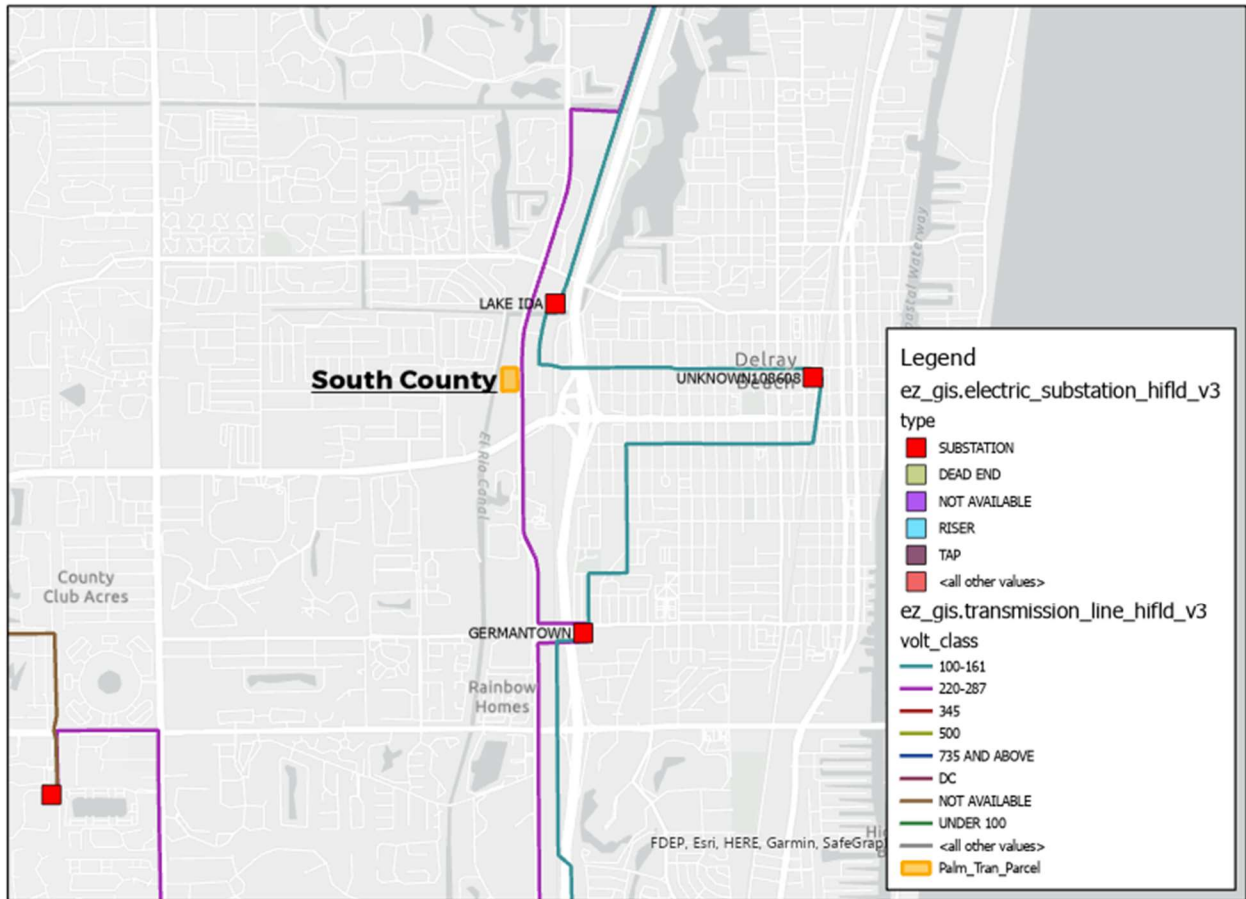 LAKE IDA
South County
Delray
Beach
UNKNOWN108608
El Rio Canal
County
Club Acres
GERMANTOWN
Rainbow
Homes
FDEP, Esri, HERE, Garmin, SafeGrap
Legend
ez_gis.electric_substation_hifld_v3
type
SUBSTATION
DEAD END
NOT AVAILABLE
RISER
TAP
<all other values>
ez_gis.transmission_line_hifld_v3
volt_class
100-161
220-287
345
500
735 AND ABOVE
DC
NOT AVAILABLE
UNDER 100
<all other values>
Palm_Tran_Parcel